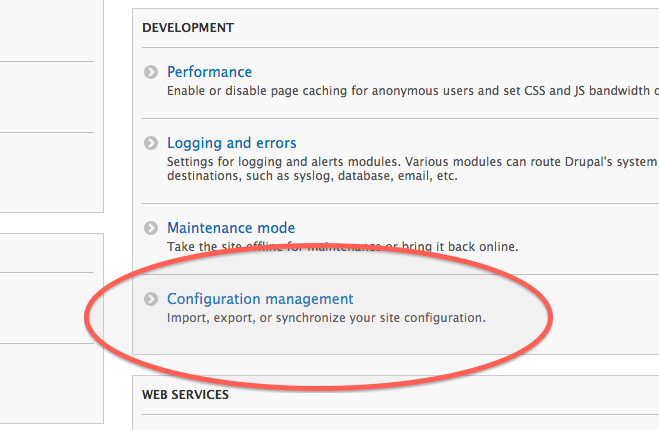 DEVELOPMENT
Performance
Enable or disable page caching for anonymous users and set CSS and JS bandwidth
Logging and errors
Settings for logging and alerts modules. Various modules can route Drupal's system
destinations, such as syslog, database, email, etc.
Maintenance mode
Take the site offline for maintenance or bring it back online.
Configuration management
Import, export, or synchronize your site configuration.
WEB SERVICES